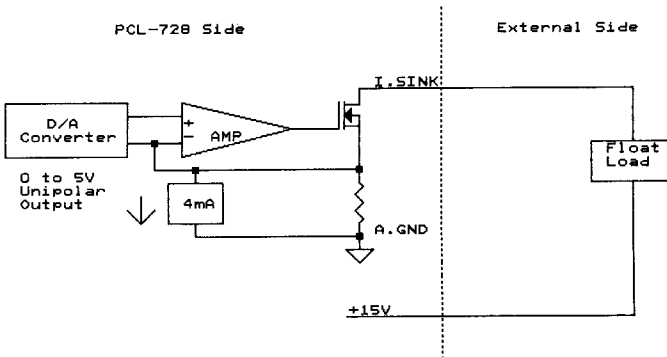 PCL-728 Side
External Side
I.SINK
D/A
Converter
+
-
AMP
Float
Load
0 to 5V
Unipolar
Output
4mA
A.GND
+15V